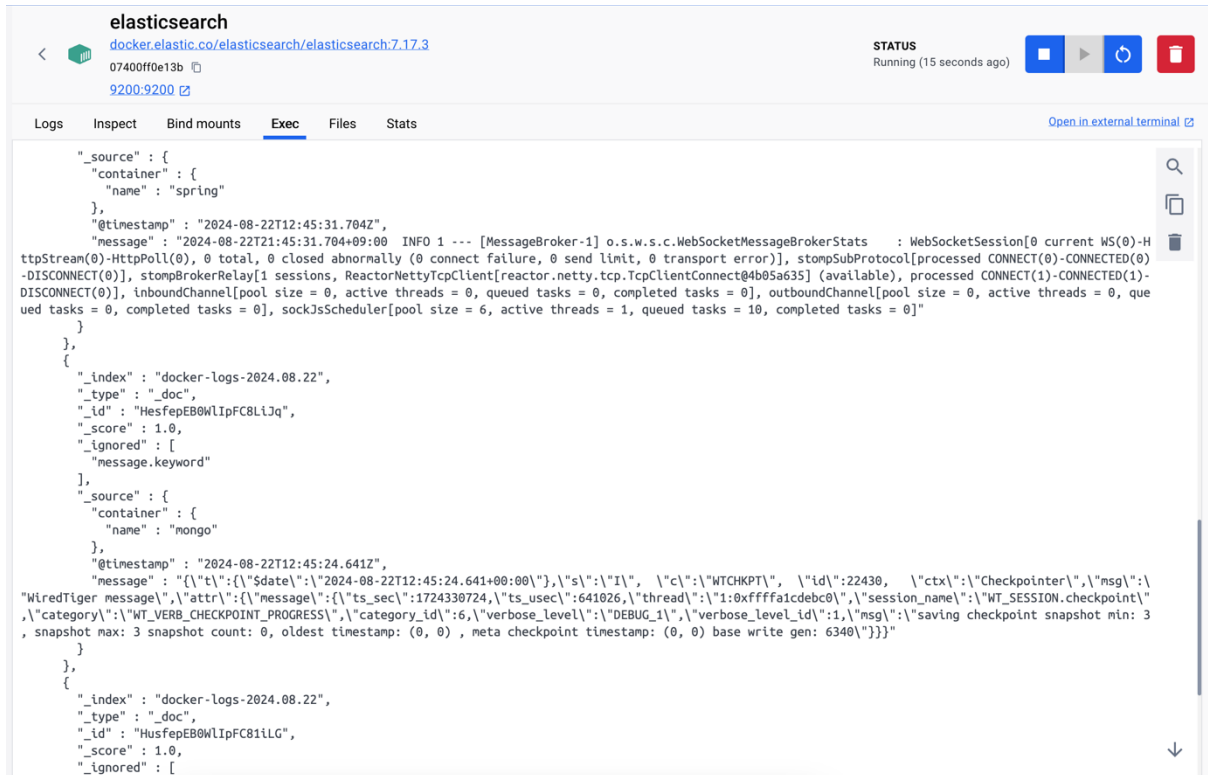 elasticsearch
docker.elastic.co/elasticsearch/elasticsearch:7.17.3
07400ff0e13b
9200:9200
STATUS
Running (15 seconds ago)
Logs Inspect Bind mounts Exec Files Stats
Open in external terminal
"_source" : {
"container" : {
"name" : "spring"
},
"@timestamp" : "2024-08-22T12:45:31.704Z",
"message" : "2024-08-22T21:45:31.704+09:00  INFO 1 --- [MessageBroker-1] o.s.w.s.c.WebSocketMessageBrokerStats    : WebSocketSession[0 current WS(0)-H
ttpStream(0)-HttpPoll(0), 0 total, 0 closed abnormally (0 connect failure, 0 send limit, 0 transport error)], stompSubProtocol[processed CONNECT(0)-CONNECTED(0)
-DISCONNECT(0)], stompBrokerRelay[1 sessions, ReactorNettyTcpClient[reactor.netty.tcp.TcpClientConnect@4b05a635] (available), processed CONNECT(1)-CONNECTED(1)-
DISCONNECT(0)], inboundChannel[pool size = 0, active threads = 0, queued tasks = 0, completed tasks = 0], outboundChannel[pool size = 0, active threads = 0, que
ued tasks = 0, completed tasks = 0], sockJsScheduler[pool size = 6, active threads = 1, queued tasks = 10, completed tasks = 0]"
}
},
{
"_index" : "docker-logs-2024.08.22",
"_type" : "_doc",
"_id" : "HesfepEB0WlIpFC8LiJq",
"_score" : 1.0,
"_ignored" : [
"message.keyword"
],
"_source" : {
"container" : {
"name" : "mongo"
},
"@timestamp" : "2024-08-22T12:45:24.641Z",
"message" : "{\"t\":{\"$date\":\"2024-08-22T12:45:24.641+00:00\"},\"s\":\"I\",  \"c\":\"WTCHKPT\",  \"id\":22430,   \"ctx\":\"Checkpointer\",\"msg\":\
"WiredTiger message\",\"attr\":{\"message\":{\"ts_sec\":1724330724,\"ts_usec\":641026,\"thread\":\"1:0xffffa1cdebc0\",\"session_name\":\"WT_SESSION.checkpoint\"
,\"category\":\"WT_VERB_CHECKPOINT_PROGRESS\",\"category_id\":6,\"verbose_level\":\"DEBUG_1\",\"verbose_level_id\":1,\"msg\":\"saving checkpoint snapshot min: 3
, snapshot max: 3 snapshot count: 0, oldest timestamp: (0, 0) , meta checkpoint timestamp: (0, 0) base write gen: 6340\"}}}"
}
},
{
"_index" : "docker-logs-2024.08.22",
"_type" : "_doc",
"_id" : "HusfepEB0WlIpFC81iLG",
"_score" : 1.0,
"_ignored" : [